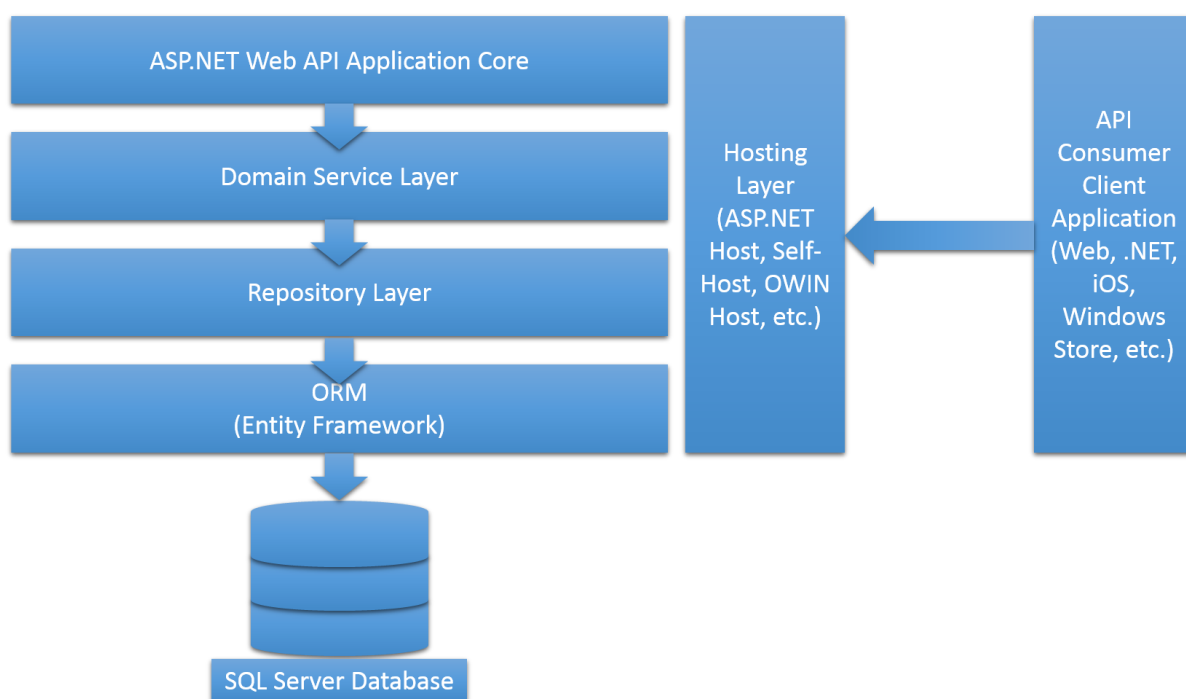 ASP.NET Web API Application Core
Domain Service Layer
Repository Layer
ORM
(Entity Framework)
SQL Server Database
Hosting
Layer
(ASP.NET
Host, Self-
Host, OWIN
Host, etc.)
API
Consumer
Client
Application
(Web, .NET,
iOS,
Windows
Store, etc.)